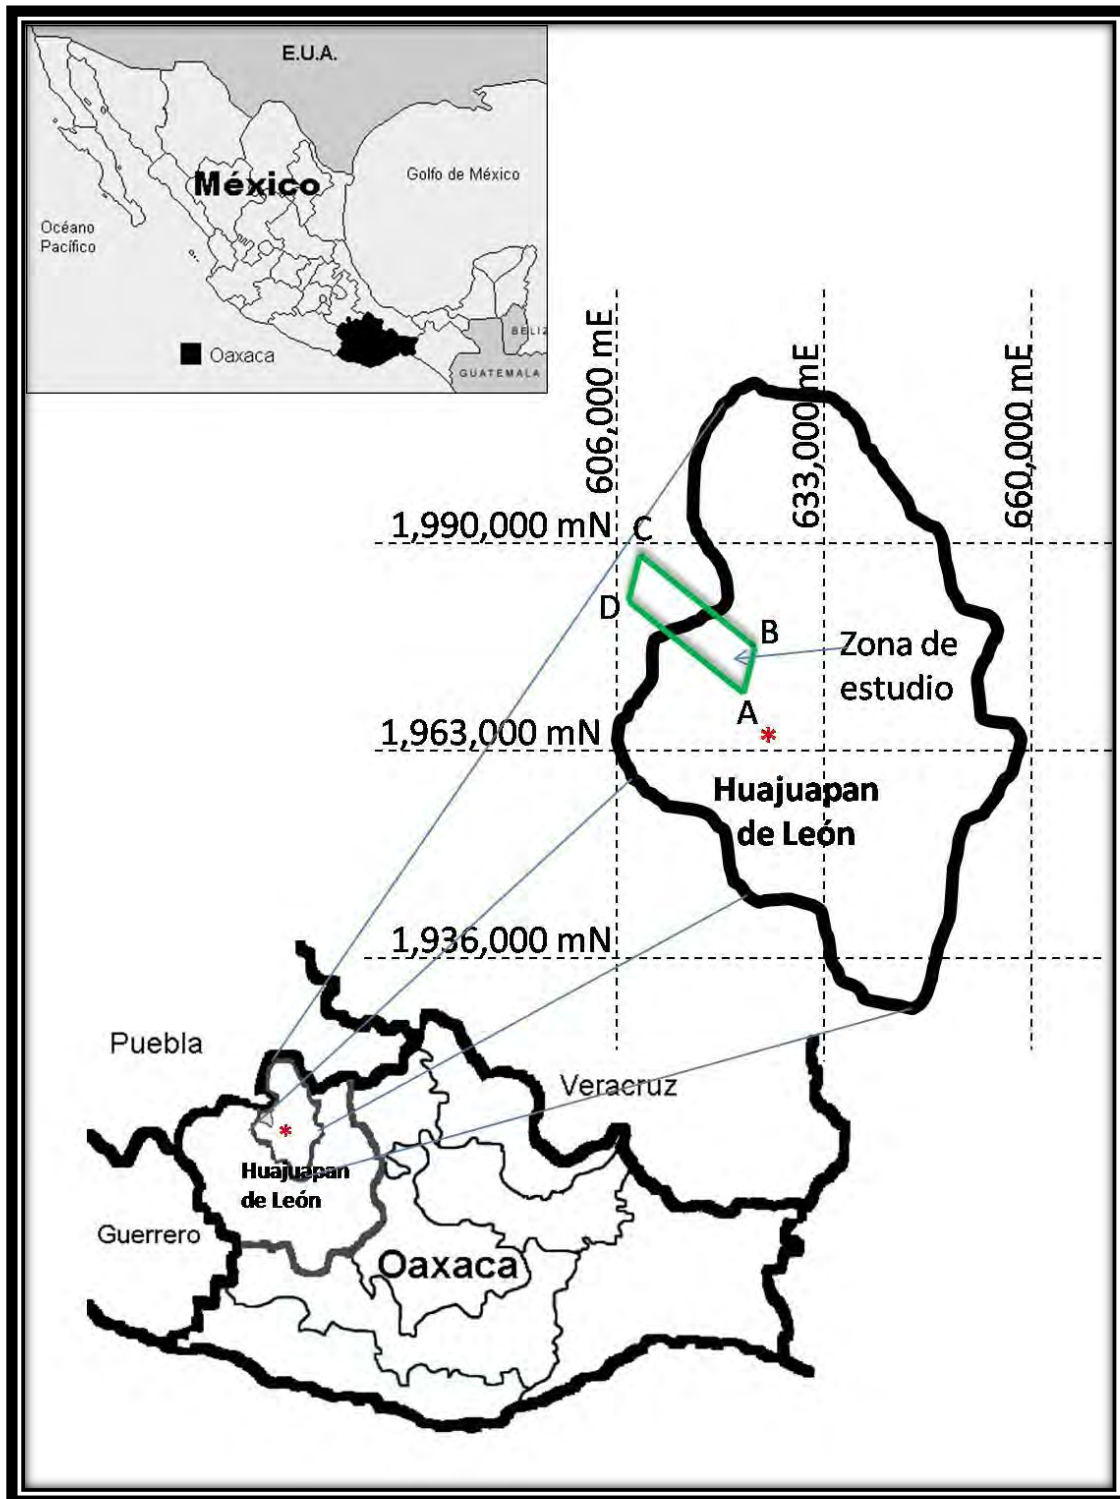 E.U.A.
México
Golfo de México
Océano
Pacífico
Oaxaca
BELIZ
GUATEMALA
606,000 mE
633,000 mE
660,000 mE
1,990,000 mN
C
D
B
Zona de
estudio
A
*
1,963,000 mN
Huajuapan
de León
1,936,000 mN
Puebla
Veracruz
*
Huajuapan
de León
Guerrero
Oaxaca